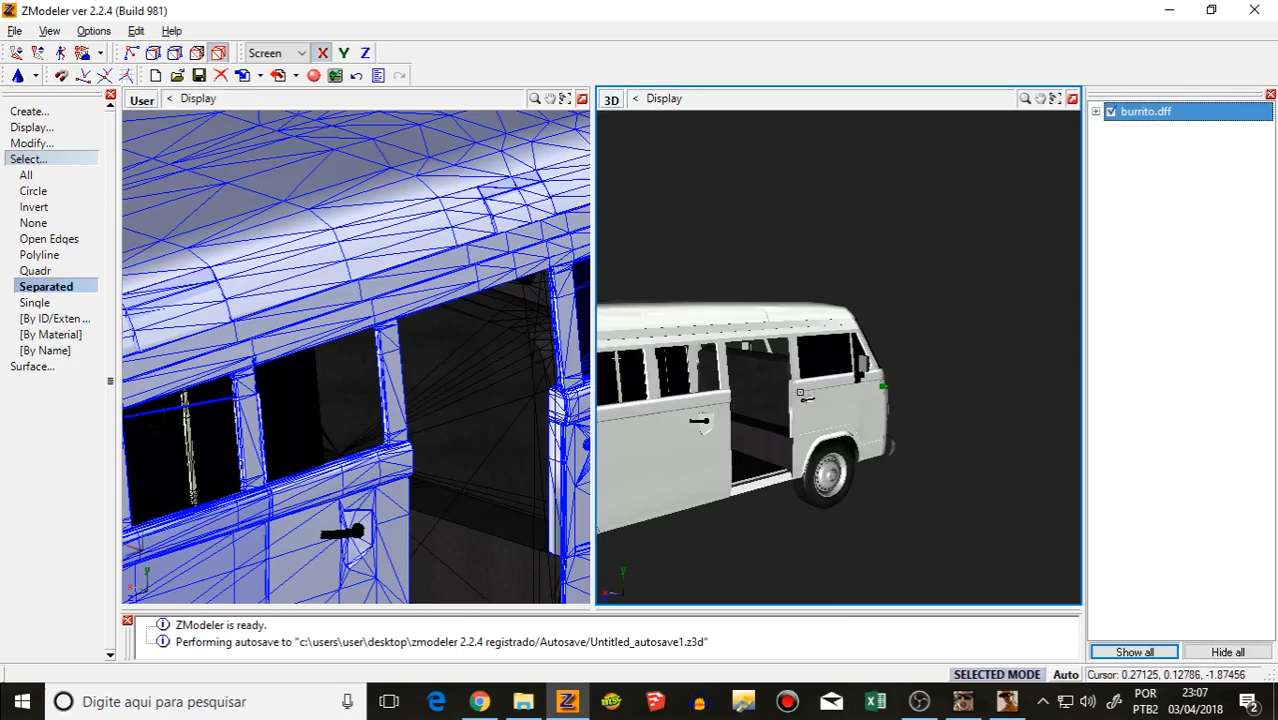 ZModeler ver 2.2.4 (Build 981)
File View Options Edit Help
Screen X Y Z
User < Display
3D < Display
Create...
Display...
Modify...
Select...
All
Circle
Invert
None
Open Edges
Polyline
Quadr
Separated
Single
[By ID/Exten ...
[By Material]
[By Name]
Surface...
burrito.dff
y
x
z
y
ZModeler is ready.
Performing autosave to "c:\users\user\desktop\zmodeler 2.2.4 registrado/Autosave/Untitled_autosave1.z3d"
Show all Hide all
SELECTED MODE Auto Cursor: 0.27125, 0.12786, -1.87456
Digite aqui para pesquisar
POR
PTB2
23:07
03/04/2018
2